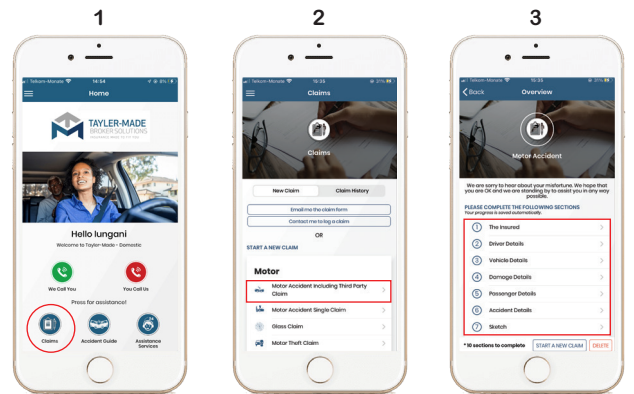 1
Telkom-Monate 14:54 8%
Home
TAYLER-MADE
BROKER SOLUTIONS
Hello lungani
Welcome to Tayler-Made - Domestic
We Call You
You Call Us
Press for assistance!
Claims
Accident Guide
Assistance
Services
2
Telkom-Monate 15:35 21%
Claims
Claims
New Claim
Claim History
Email me the claim form
Contact me to log a claim
OR
START A NEW CLAIM
Motor
Motor Accident Including Third Party
Claim
Motor Accident Single Claim
Glass Claim
Motor Theft Claim
3
Telkom-Monate 15:35 21%
Back
Overview
Motor Accident
We are sorry to hear about your misfortune. We hope that
you are OK and we are standing by to assist you in any way
possible.
PLEASE COMPLETE THE FOLLOWING SECTIONS
Your progress is saved automatically.
1 The Insured
2 Driver Details
3 Vehicle Details
4 Damage Details
5 Passenger Details
6 Accident Details
7 Sketch
*10 sections to complete
START A NEW CLAIM
DELETE